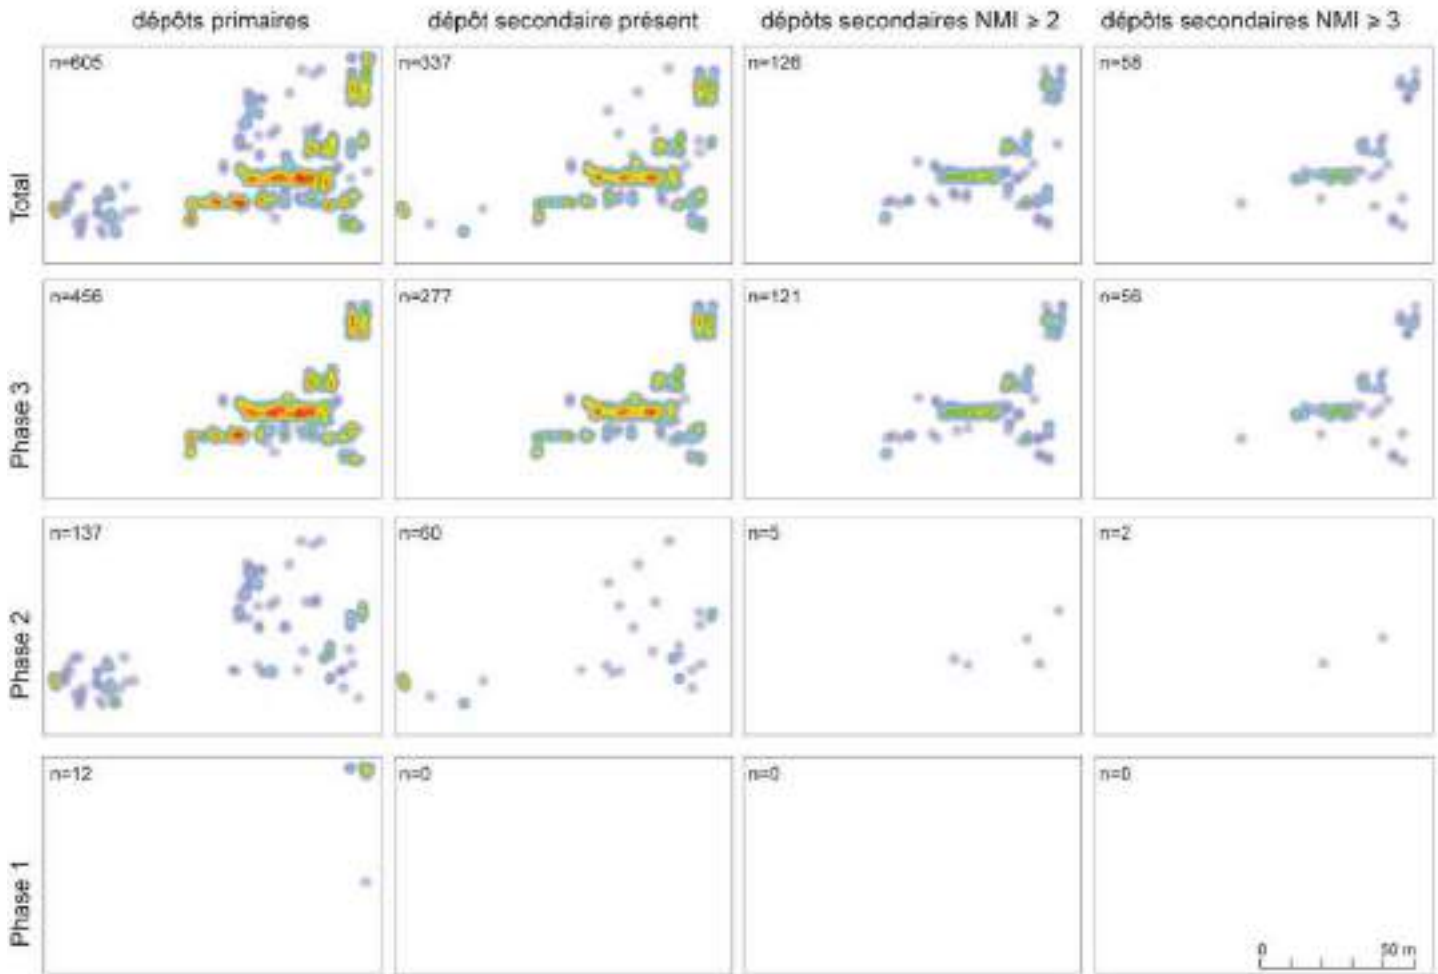 dépôts primaires
dépôt secondaire présent
dépôts secondaires NMI ≥ 2
dépôts secondaires NMI ≥ 3
Total
n=605
n=337
n=126
n=58
Phase 3
n=456
n=277
n=121
n=56
Phase 2
n=137
n=60
n=5
n=2
Phase 1
n=12
n=0
n=0
n=0
0 50 m